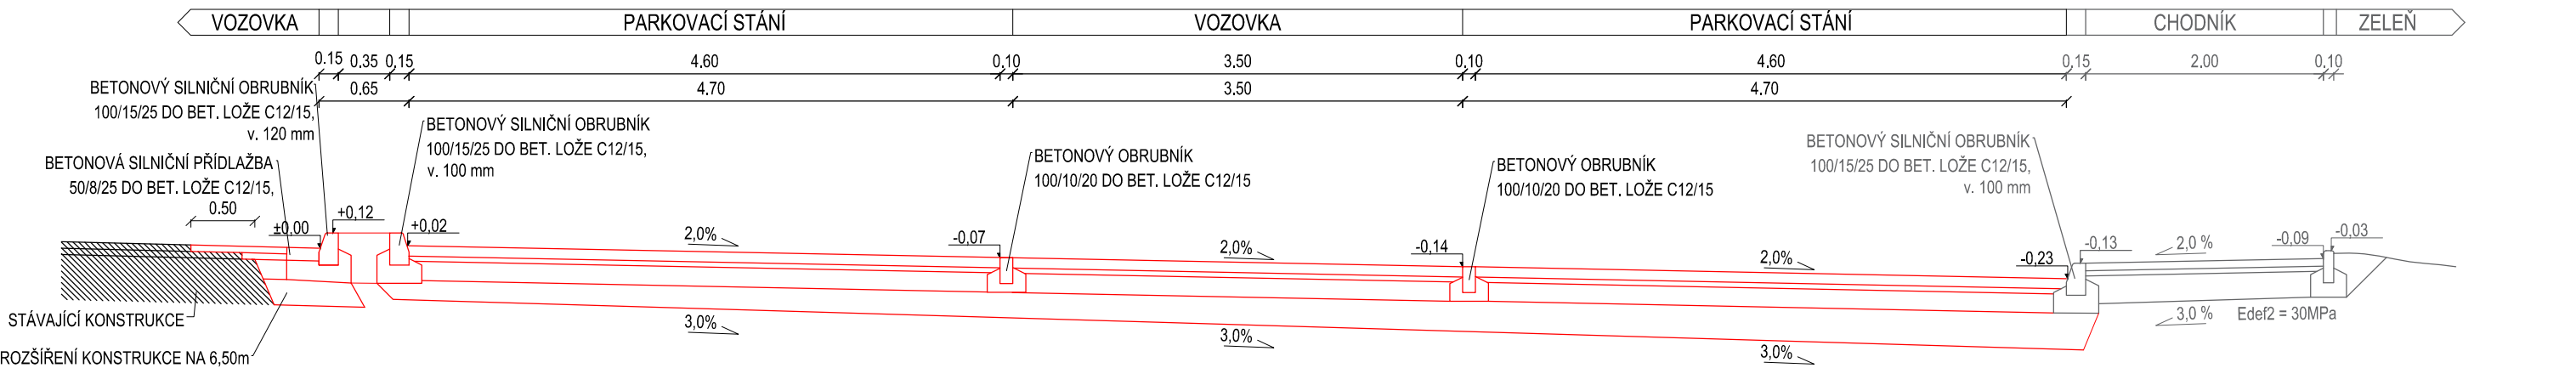 VOZOVKA
PARKOVACÍ STÁNÍ
VOZOVKA
PARKOVACÍ STÁNÍ
CHODNÍK
ZELEŇ
0.15 0.35 0.15 4.60 0.10 3.50 0.10 4.60 0.15 2.00 0.10
0.65 4.70 3.50 4.70
BETONOVÝ SILNIČNÍ OBRUBNÍK
100/15/25 DO BET. LOŽE C12/15,
v. 120 mm
BETONOVÁ SILNIČNÍ PŘÍDLAŽBA
50/8/25 DO BET. LOŽE C12/15,
0.50
BETONOVÝ SILNIČNÍ OBRUBNÍK
100/15/25 DO BET. LOŽE C12/15,
v. 100 mm
BETONOVÝ OBRUBNÍK
100/10/20 DO BET. LOŽE C12/15
BETONOVÝ OBRUBNÍK
100/10/20 DO BET. LOŽE C12/15
BETONOVÝ SILNIČNÍ OBRUBNÍK
100/15/25 DO BET. LOŽE C12/15,
v. 100 mm
±0,00
+0,12
+0,02
2,0%
-0,07
2,0%
-0,14
2,0%
-0,23
-0,13
2,0 %
-0,09
-0,03
STÁVAJÍCÍ KONSTRUKCE
ROZŠÍŘENÍ KONSTRUKCE NA 6,50m
3,0%
3,0%
3,0%
3,0 %
Edef2 = 30MPa